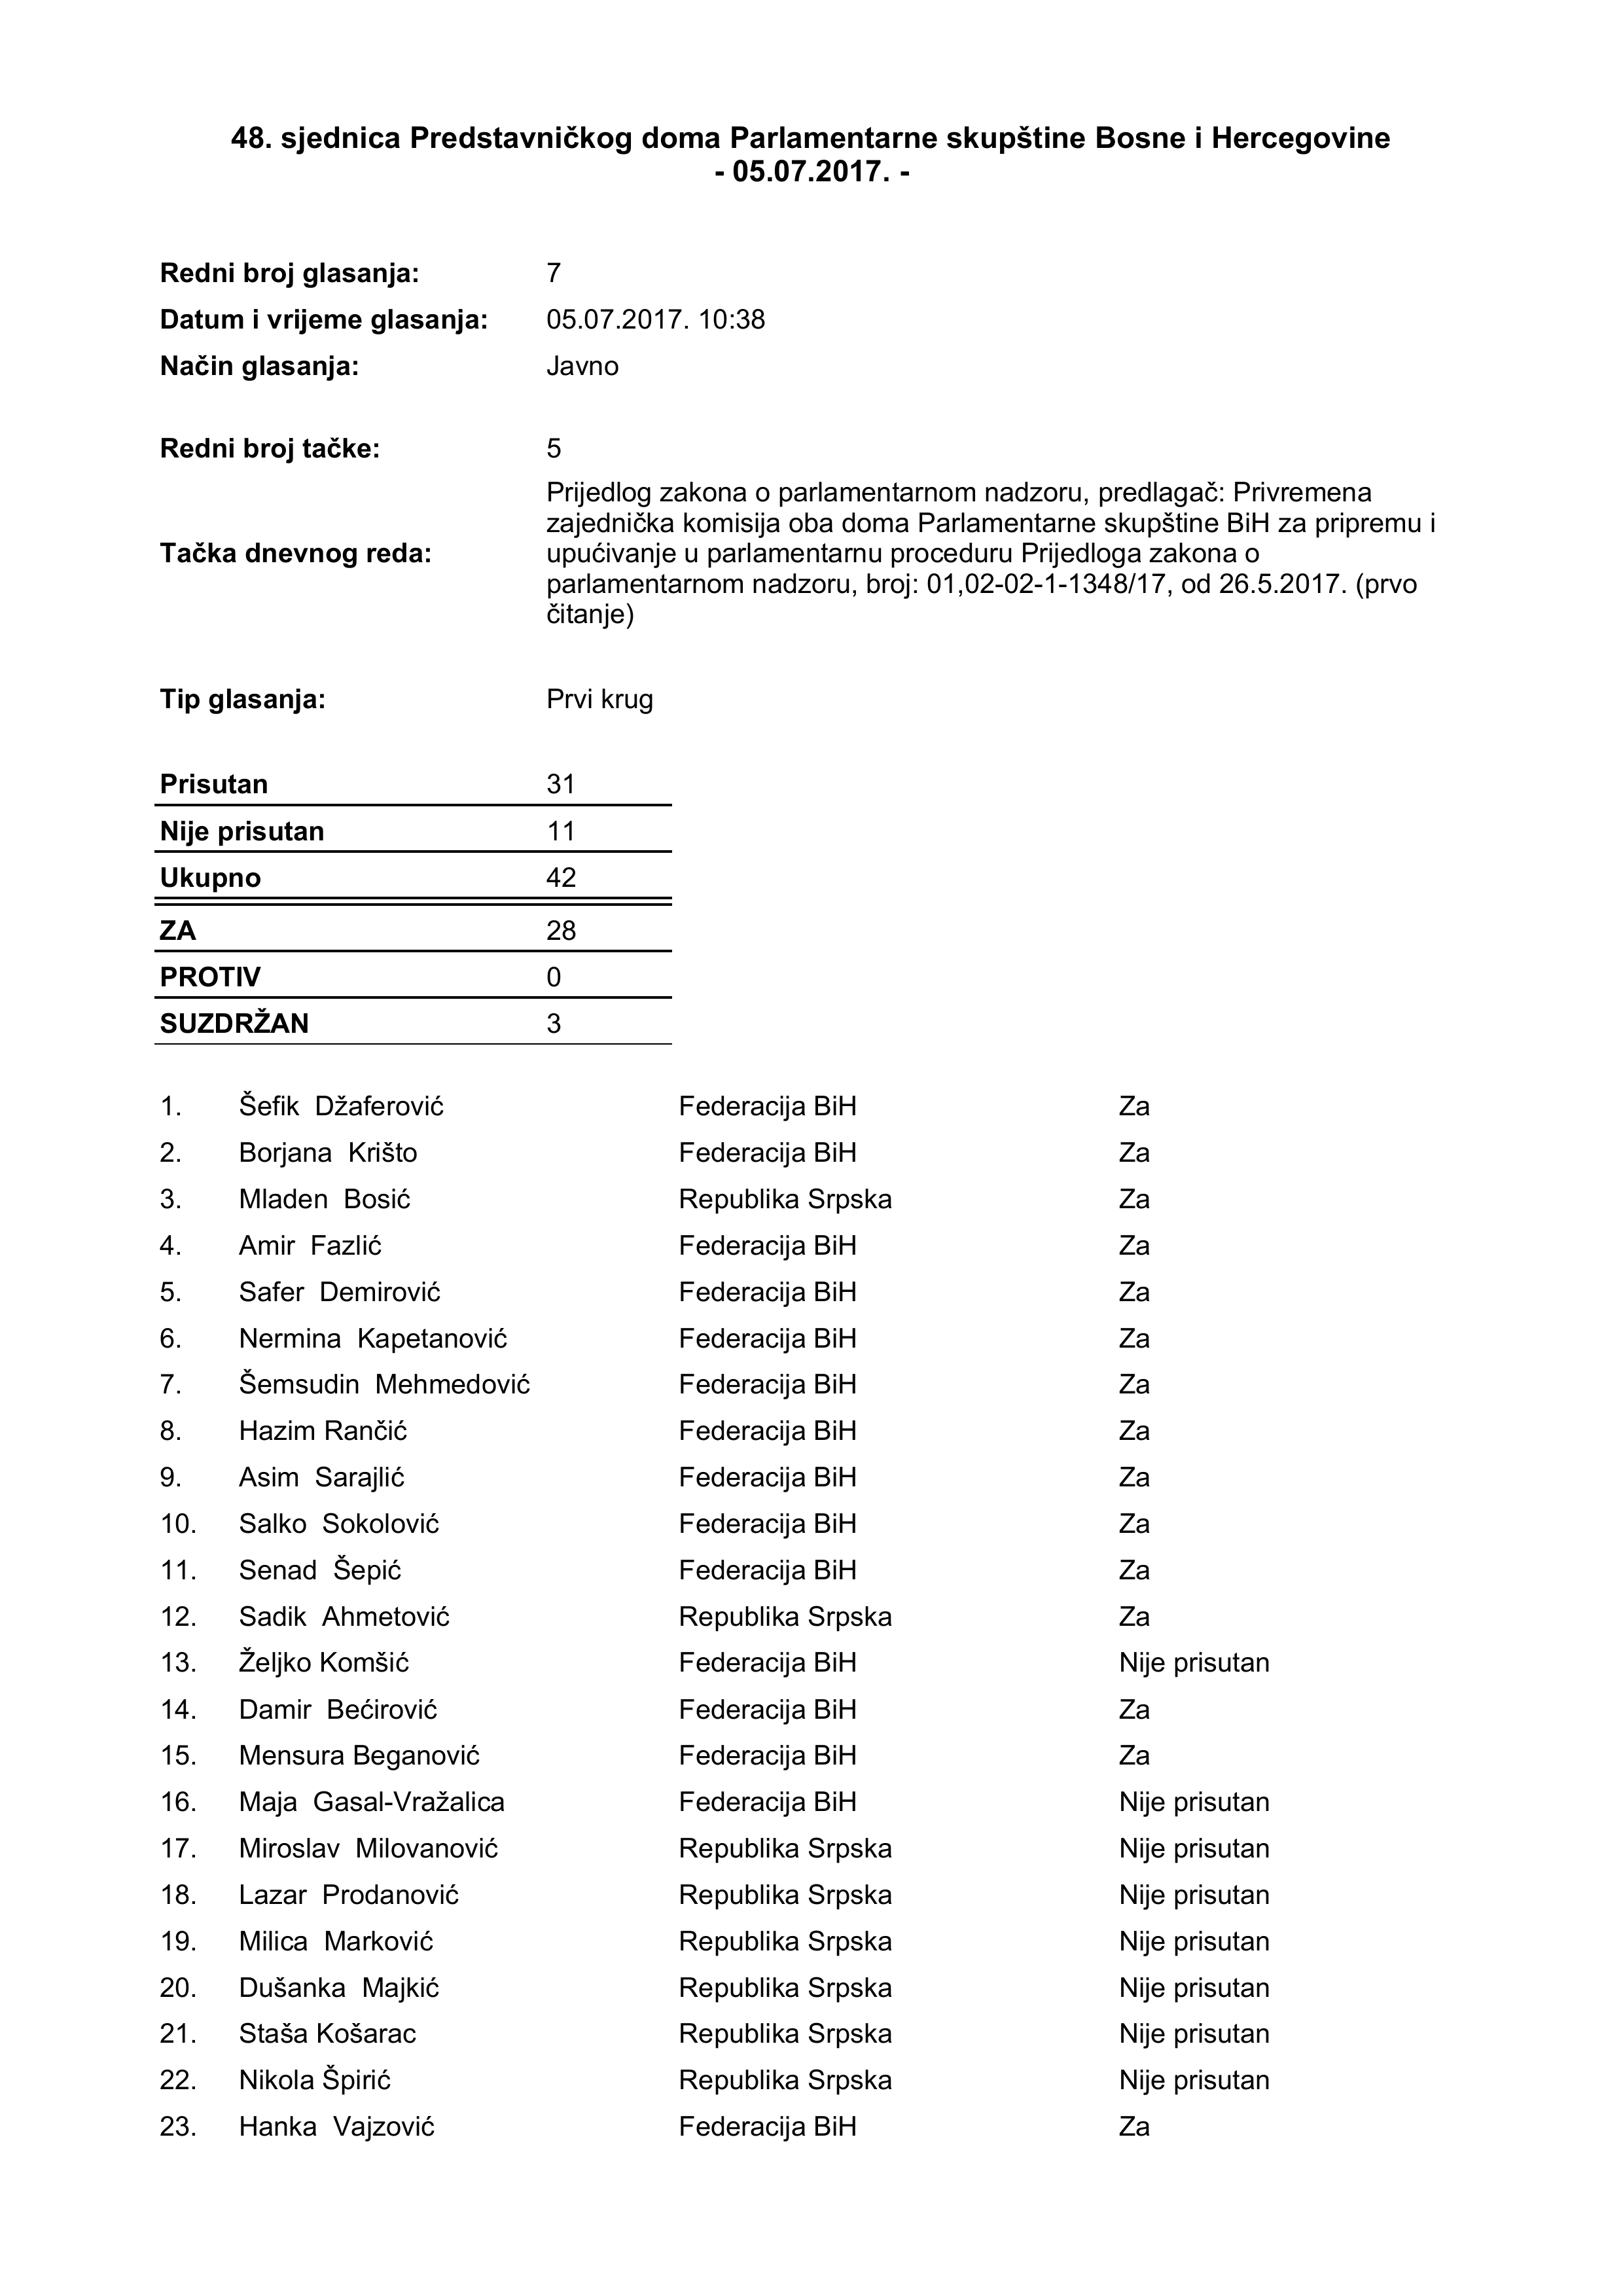 48. sjednica Predstavničkog doma Parlamentarne skupštine Bosne i Hercegovine
- 05.07.2017. -
Redni broj glasanja: 7
Datum i vrijeme glasanja: 05.07.2017. 10:38
Način glasanja: Javno
Redni broj tačke: 5
Tačka dnevnog reda: Prijedlog zakona o parlamentarnom nadzoru, predlagač: Privremena
zajednička komisija oba doma Parlamentarne skupštine BiH za pripremu i
upućivanje u parlamentarnu proceduru Prijedloga zakona o
parlamentarnom nadzoru, broj: 01,02-02-1-1348/17, od 26.5.2017. (prvo
čitanje)
Tip glasanja: Prvi krug
Prisutan 31
Nije prisutan 11
Ukupno 42
ZA 28
PROTIV 0
SUZDRŽAN 3
1. Šefik Džaferović Federacija BiH Za
2. Borjana Krišto Federacija BiH Za
3. Mladen Bosić Republika Srpska Za
4. Amir Fazlić Federacija BiH Za
5. Safer Demirović Federacija BiH Za
6. Nermina Kapetanović Federacija BiH Za
7. Šemsudin Mehmedović Federacija BiH Za
8. Hazim Rančić Federacija BiH Za
9. Asim Sarajlić Federacija BiH Za
10. Salko Sokolović Federacija BiH Za
11. Senad Šepić Federacija BiH Za
12. Sadik Ahmetović Republika Srpska Za
13. Željko Komšić Federacija BiH Nije prisutan
14. Damir Bećirović Federacija BiH Za
15. Mensura Beganović Federacija BiH Za
16. Maja Gasal-Vražalica Federacija BiH Nije prisutan
17. Miroslav Milovanović Republika Srpska Nije prisutan
18. Lazar Prodanović Republika Srpska Nije prisutan
19. Milica Marković Republika Srpska Nije prisutan
20. Dušanka Majkić Republika Srpska Nije prisutan
21. Staša Košarac Republika Srpska Nije prisutan
22. Nikola Špirić Republika Srpska Nije prisutan
23. Hanka Vajzović Federacija BiH Za